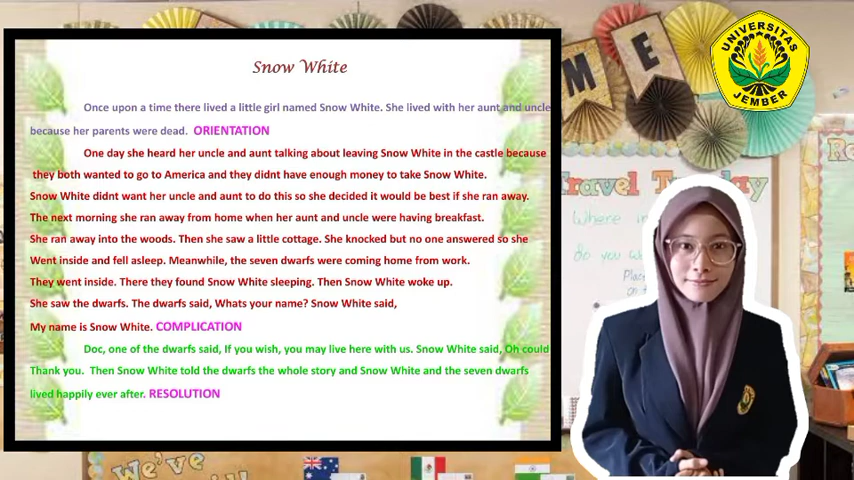 UNIVERSITAS
JEMBER
M E
Snow White
Once upon a time there lived a little girl named Snow White. She lived with her aunt and uncle
because her parents were dead. ORIENTATION
One day she heard her uncle and aunt talking about leaving Snow White in the castle because
they both wanted to go to America and they didnt have enough money to take Snow White.
Snow White didnt want her uncle and aunt to do this so she decided it would be best if she ran away.
The next morning she ran away from home when her aunt and uncle were having breakfast.
She ran away into the woods. Then she saw a little cottage. She knocked but no one answered so she
Went inside and fell asleep. Meanwhile, the seven dwarfs were coming home from work.
They went inside. There they found Snow White sleeping. Then Snow White woke up.
She saw the dwarfs. The dwarfs said, Whats your name? Snow White said,
My name is Snow White. COMPLICATION
Doc, one of the dwarfs said, If you wish, you may live here with us. Snow White said, Oh could
Thank you. Then Snow White told the dwarfs the whole story and Snow White and the seven dwarfs
lived happily ever after. RESOLUTION
Travel T
Where
do you
Plac
We've